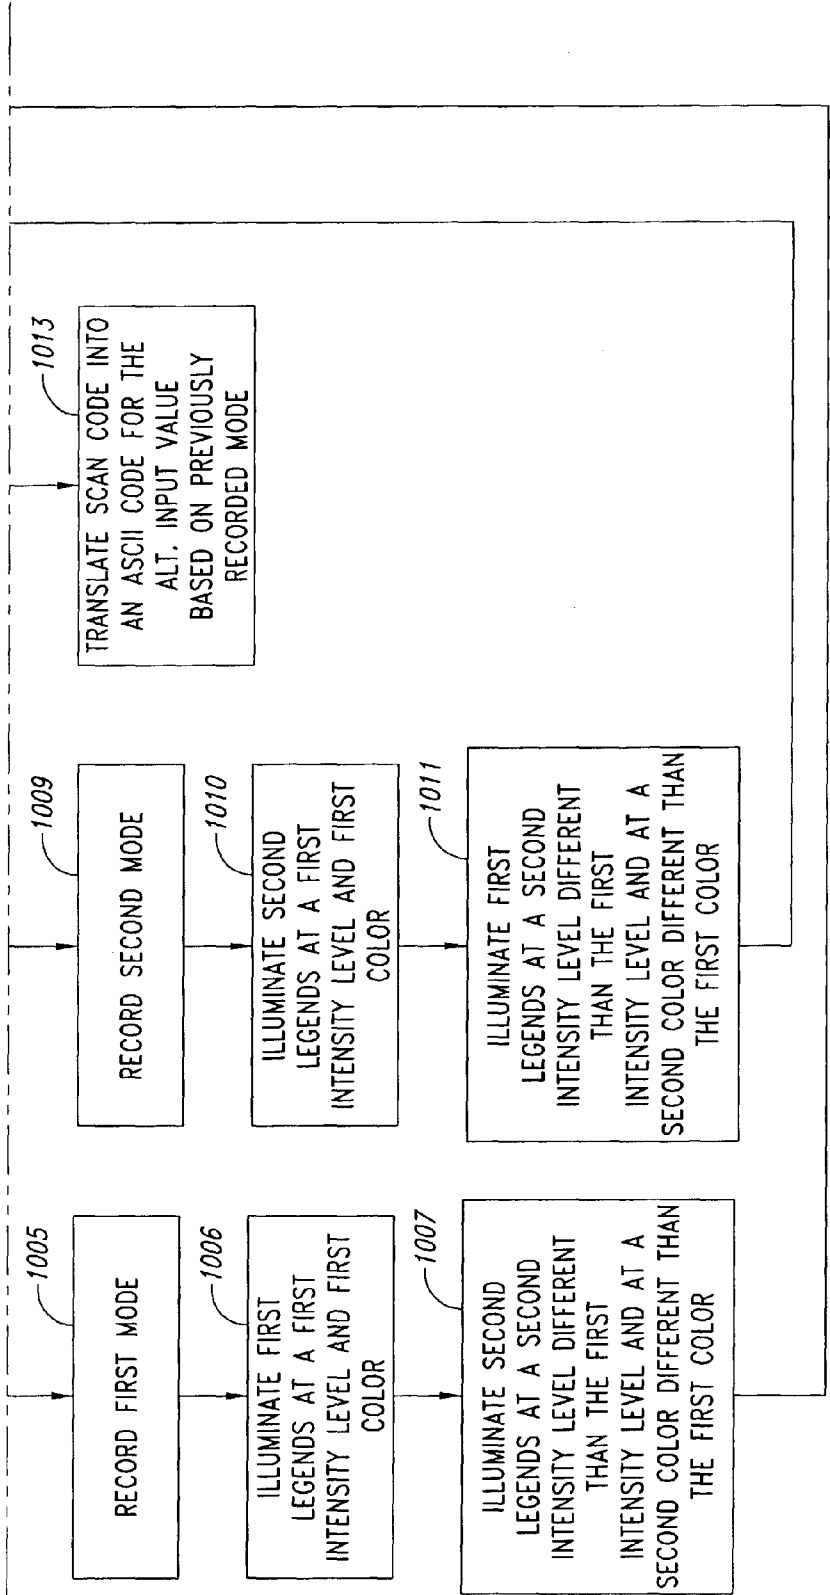 1005
RECORD FIRST MODE
1006
ILLUMINATE FIRST
LEGENDS AT A FIRST
INTENSITY LEVEL AND FIRST
COLOR
1007
ILLUMINATE SECOND
LEGENDS AT A SECOND
INTENSITY LEVEL DIFFERENT
THAN THE FIRST
INTENSITY LEVEL AND AT A
SECOND COLOR DIFFERENT THAN
THE FIRST COLOR
1009
RECORD SECOND MODE
1010
ILLUMINATE SECOND
LEGENDS AT A FIRST
INTENSITY LEVEL AND FIRST
COLOR
1011
ILLUMINATE FIRST
LEGENDS AT A SECOND
INTENSITY LEVEL DIFFERENT
THAN THE FIRST
INTENSITY LEVEL AND AT A
SECOND COLOR DIFFERENT THAN
THE FIRST COLOR
1013
TRANSLATE SCAN CODE INTO
AN ASCII CODE FOR THE
ALT. INPUT VALUE
BASED ON PREVIOUSLY
RECORDED MODE